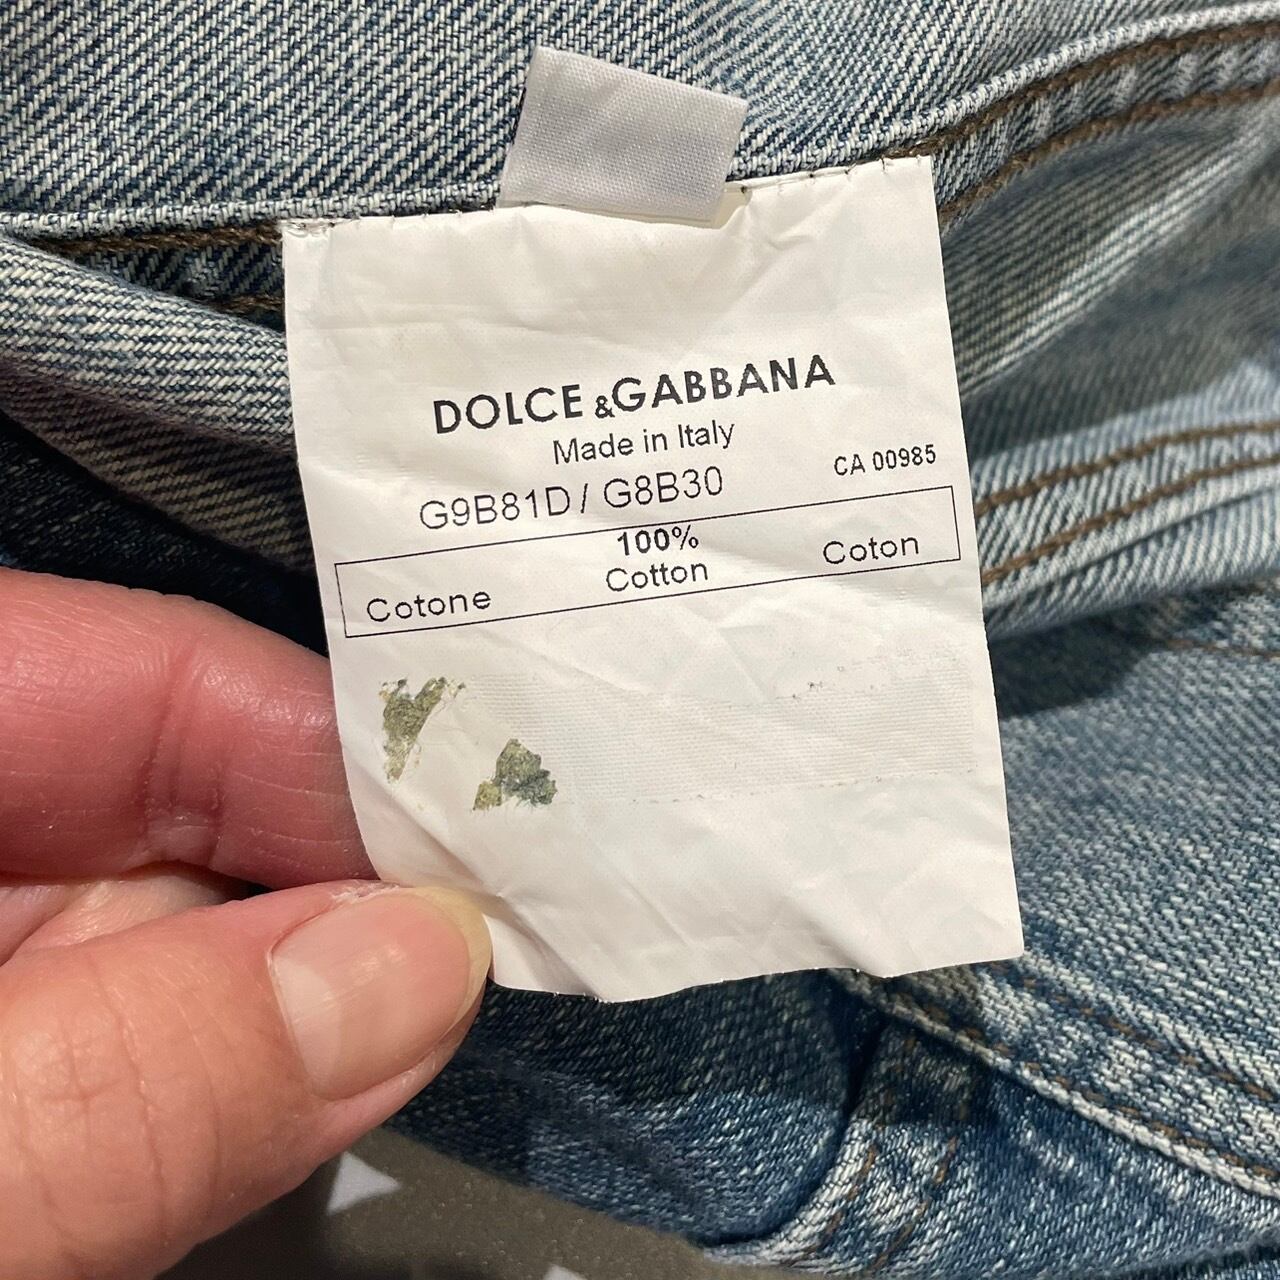 DOLCE &GABBANA
Made in Italy
G9B81D / G8B30
CA 00985
100%
Cotone Cotton Coton